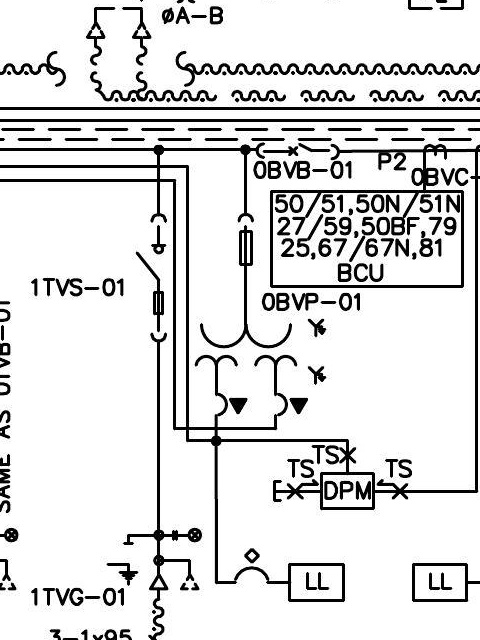 ØA-B
P2
0BVB-01
0BVC-
50/51,50N/51N
27/59,50BF,79
25,67/67N,81
BCU
1TVS-01
0BVP-01
SAME AS 01VB-01
TS
TS
TS
DPM
LL
LL
1TVG-01
3-1x95